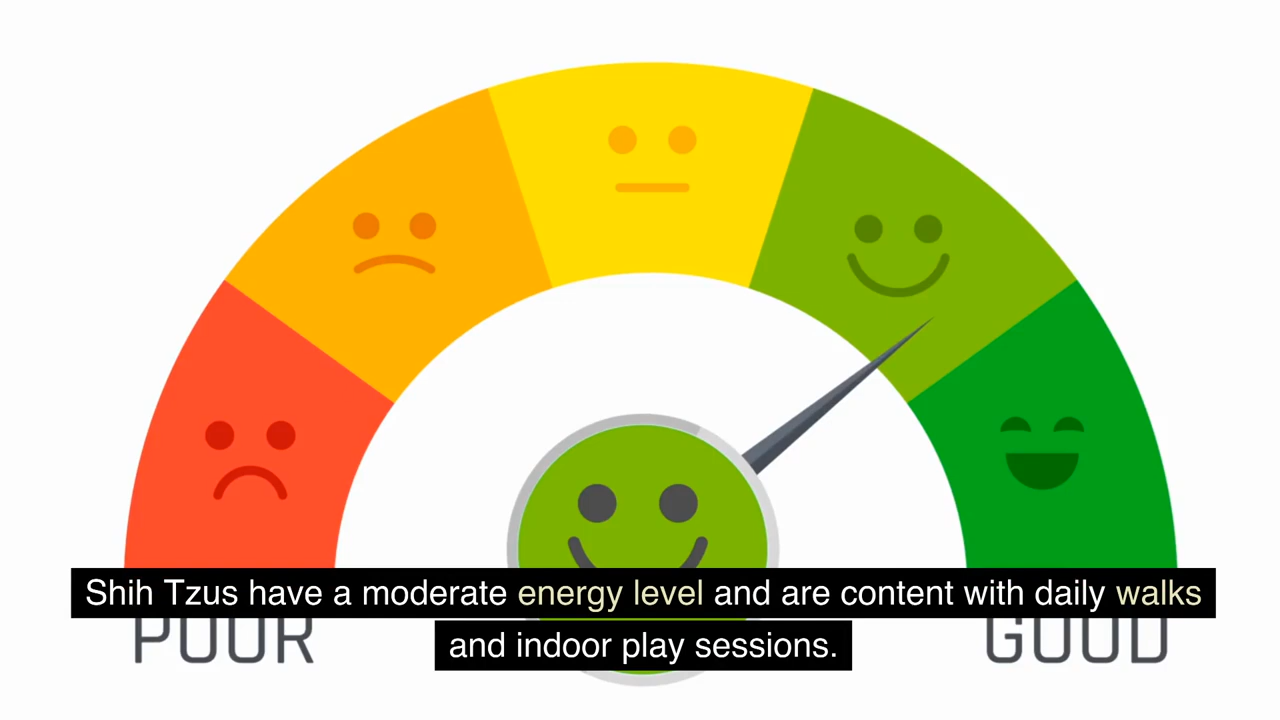 Shih Tzus have a moderate energy level and are content with daily walks
and indoor play sessions.
POOR
GOOD